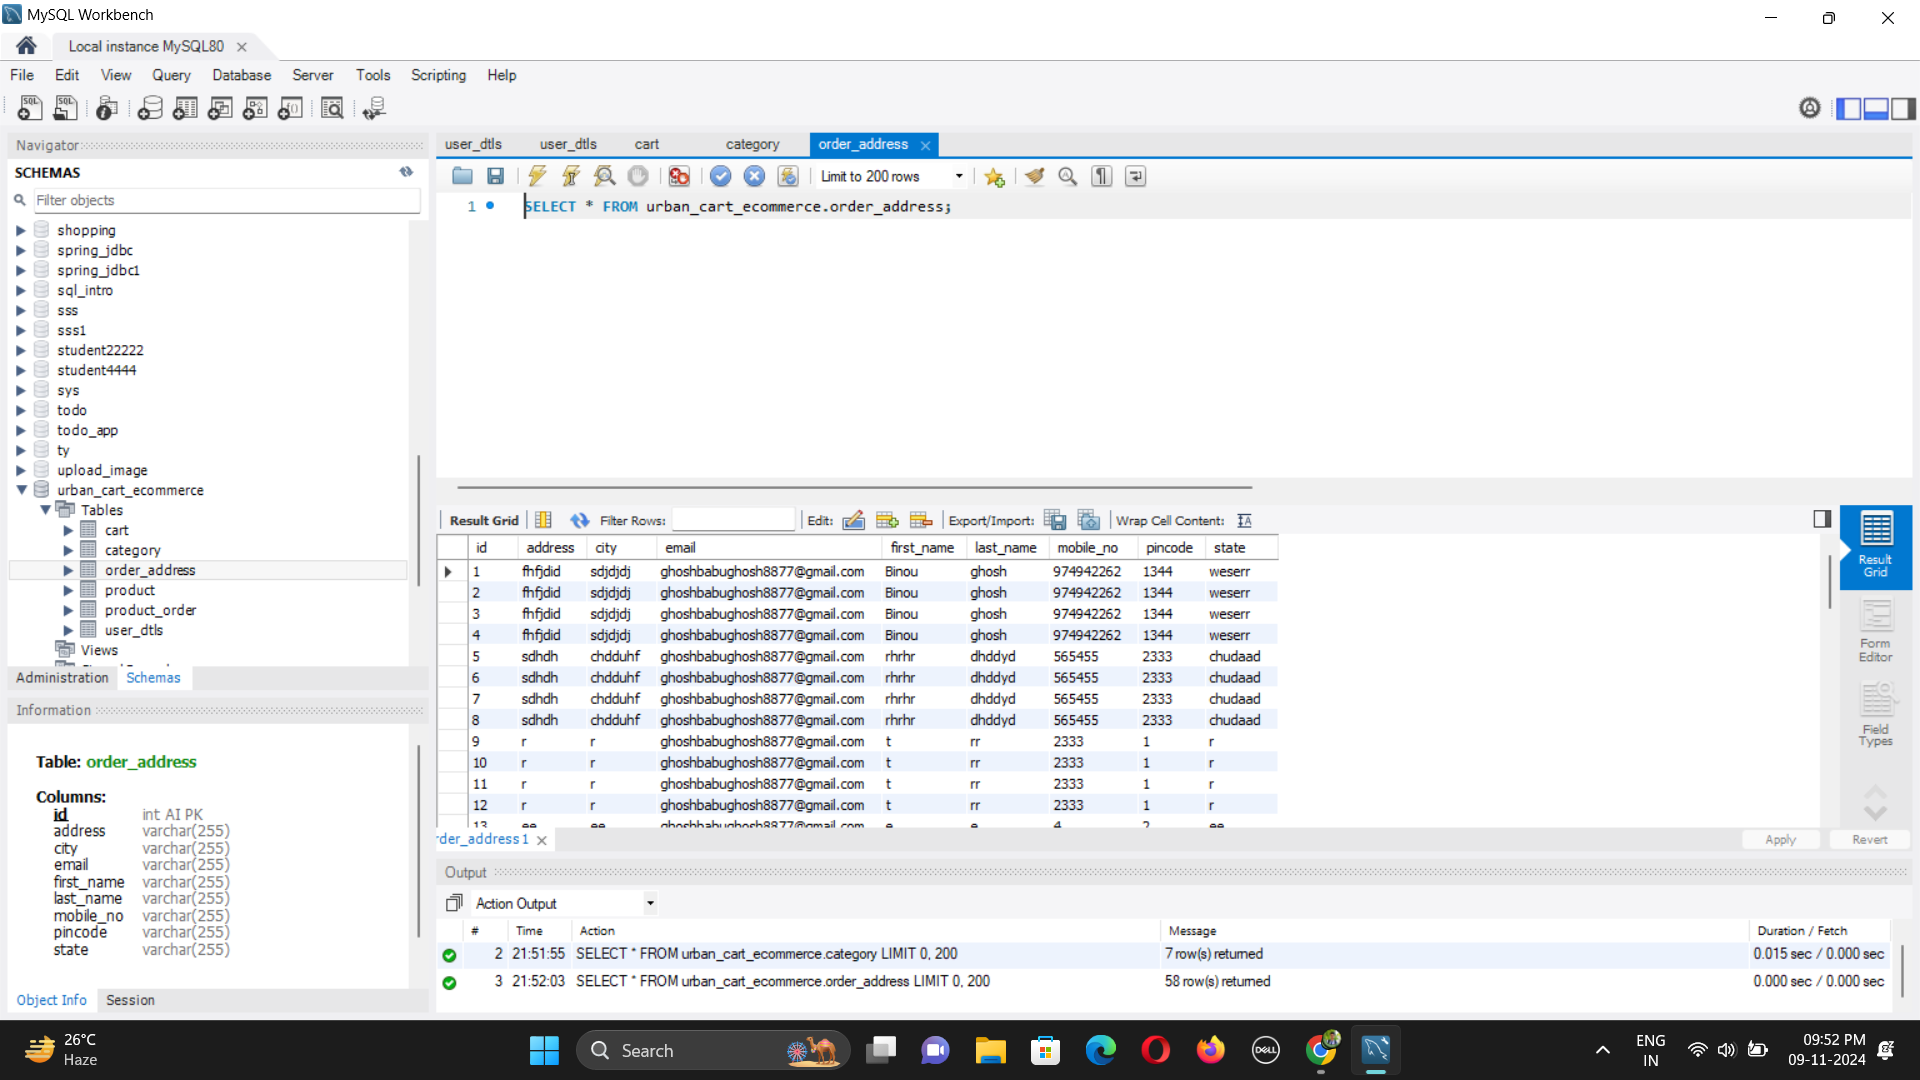 MySQL Workbench
Local instance MySQL80
File Edit View Query Database Server Tools Scripting Help
Navigator
SCHEMAS
Filter objects
shopping
spring_jdbc
spring_jdbc1
sql_intro
sss
sss1
student22222
student4444
sys
todo
todo_app
ty
upload_image
urban_cart_ecommerce
Tables
cart
category
order_address
product
product_order
user_dtls
Views
Administration Schemas
Information
Table: order_address
Columns:
id int AI PK
address varchar(255)
city varchar(255)
email varchar(255)
first_name varchar(255)
last_name varchar(255)
mobile_no varchar(255)
pincode varchar(255)
state varchar(255)
Object Info Session
user_dtls user_dtls cart category order_address
Limit to 200 rows
1 SELECT * FROM urban_cart_ecommerce.order_address;
Result Grid Filter Rows: Edit: Export/Import: Wrap Cell Content:
id address city email first_name last_name mobile_no pincode state
1 fhfjdid sdjdjdj ghoshbabughosh8877@gmail.com Binou ghosh 974942262 1344 weserr
2 fhfjdid sdjdjdj ghoshbabughosh8877@gmail.com Binou ghosh 974942262 1344 weserr
3 fhfjdid sdjdjdj ghoshbabughosh8877@gmail.com Binou ghosh 974942262 1344 weserr
4 fhfjdid sdjdjdj ghoshbabughosh8877@gmail.com Binou ghosh 974942262 1344 weserr
5 sdhdh chdduhf ghoshbabughosh8877@gmail.com rhrhr dhddyd 565455 2333 chudaad
6 sdhdh chdduhf ghoshbabughosh8877@gmail.com rhrhr dhddyd 565455 2333 chudaad
7 sdhdh chdduhf ghoshbabughosh8877@gmail.com rhrhr dhddyd 565455 2333 chudaad
8 sdhdh chdduhf ghoshbabughosh8877@gmail.com rhrhr dhddyd 565455 2333 chudaad
9 r r ghoshbabughosh8877@gmail.com t rr 2333 1 r
10 r r ghoshbabughosh8877@gmail.com t rr 2333 1 r
11 r r ghoshbabughosh8877@gmail.com t rr 2333 1 r
12 r r ghoshbabughosh8877@gmail.com t rr 2333 1 r
13 ee ee ghoshbabughosh8877@gmail.com e e 4 2 ee
Result
Grid
Form
Editor
Field
Types
rder_address1
Apply Revert
Output
Action Output
# Time Action Message Duration / Fetch
2 21:51:55 SELECT * FROM urban_cart_ecommerce.category LIMIT 0, 200 7 row(s) returned 0.015 sec / 0.000 sec
3 21:52:03 SELECT * FROM urban_cart_ecommerce.order_address LIMIT 0, 200 58 row(s) returned 0.000 sec / 0.000 sec
26°C
Haze
Search
DELL
ENG
IN
09:52 PM
09-11-2024